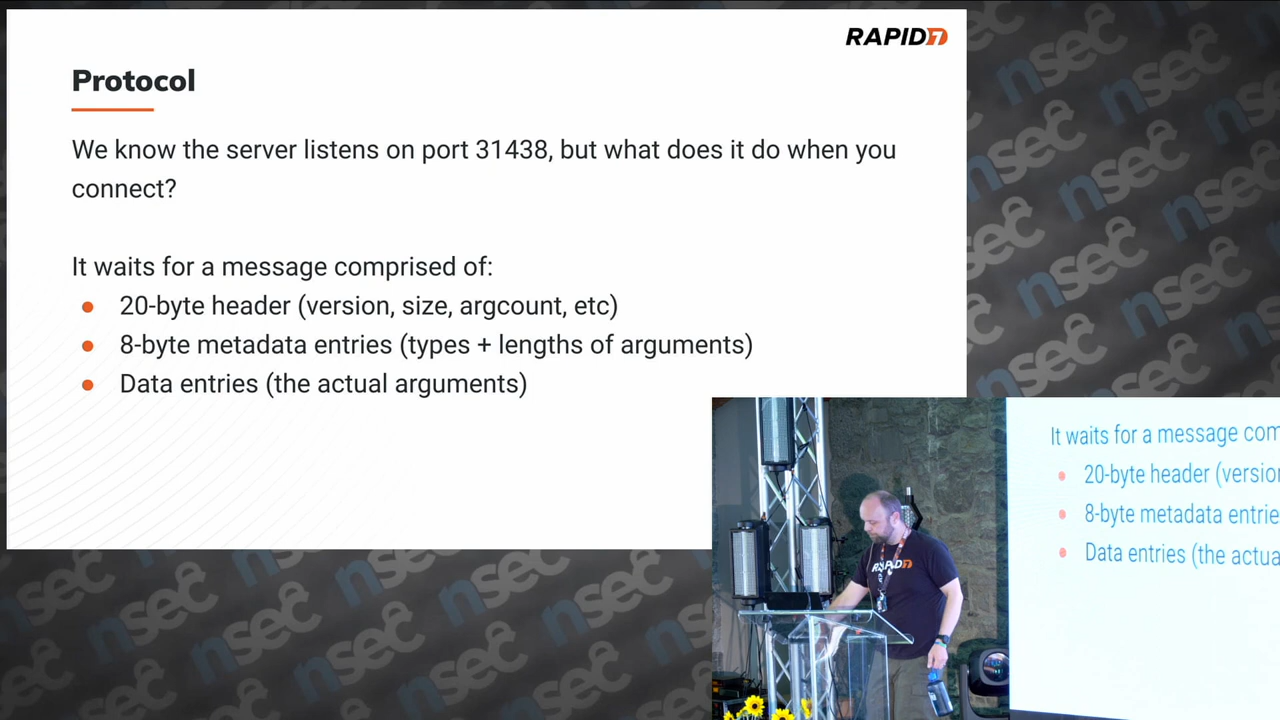 RAPID7
Protocol
We know the server listens on port 31438, but what does it do when you
connect?
It waits for a message comprised of:
20-byte header (version, size, argcount, etc)
8-byte metadata entries (types + lengths of arguments)
Data entries (the actual arguments)
It waits for a message com
20-byte header (version
8-byte metadata entrie
Data entries (the actua
RAPID7
nsec